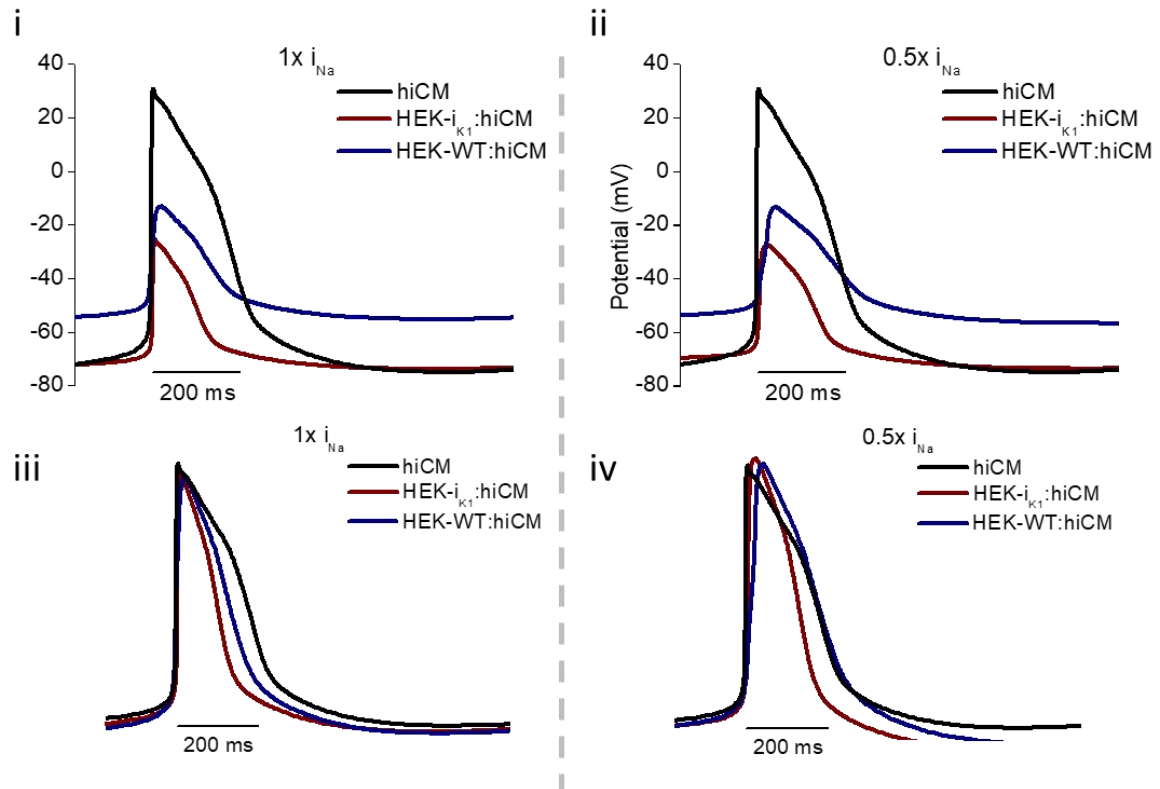 i
1x iNa
40
20
0
-20
-40
-60
-80
hiCM
HEK-iK1:hiCM
HEK-WT:hiCM
200 ms
ii
0.5x iNa
Potential (mV)
40
20
0
-20
-40
-60
-80
hiCM
HEK-iK1:hiCM
HEK-WT:hiCM
200 ms
iii
1x iNa
hiCM
HEK-iK1:hiCM
HEK-WT:hiCM
200 ms
iv
0.5x iNa
hiCM
HEK-iK1:hiCM
HEK-WT:hiCM
200 ms